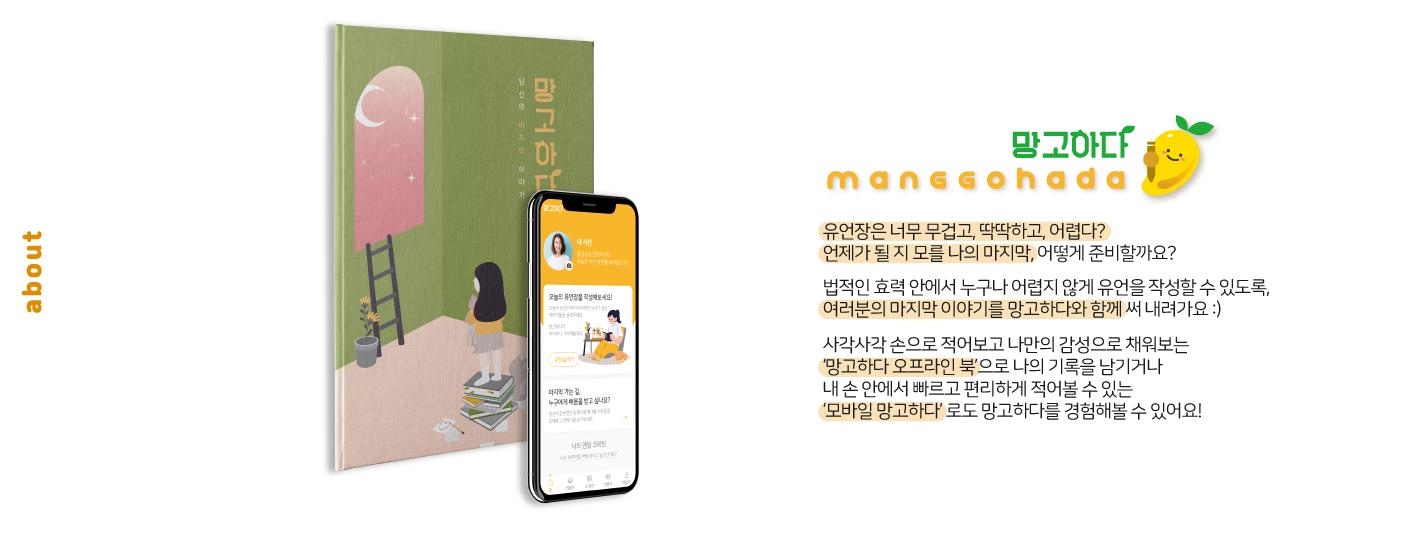 about
망고하다
당신의 마지막 이야기
망고하다
내 사진
오늘의 유언장을 작성해보세요!
마지막 가는 길,
누구에게 배웅을 받고 싶나요?
나의 엔딩 크레딧
망고하다
manggohada
유언장은 너무 무겁고, 딱딱하고, 어렵다?
언제가 될 지 모를 나의 마지막, 어떻게 준비할까요?
법적인 효력 안에서 누구나 어렵지 않게 유언을 작성할 수 있도록,
여러분의 마지막 이야기를 망고하다와 함께 써 내려가요 :)
사각사각 손으로 적어보고 나만의 감성으로 채워보는
‘망고하다 오프라인 북’으로 나의 기록을 남기거나
내 손 안에서 빠르고 편리하게 적어볼 수 있는
‘모바일 망고하다’ 로도 망고하다를 경험해볼 수 있어요!